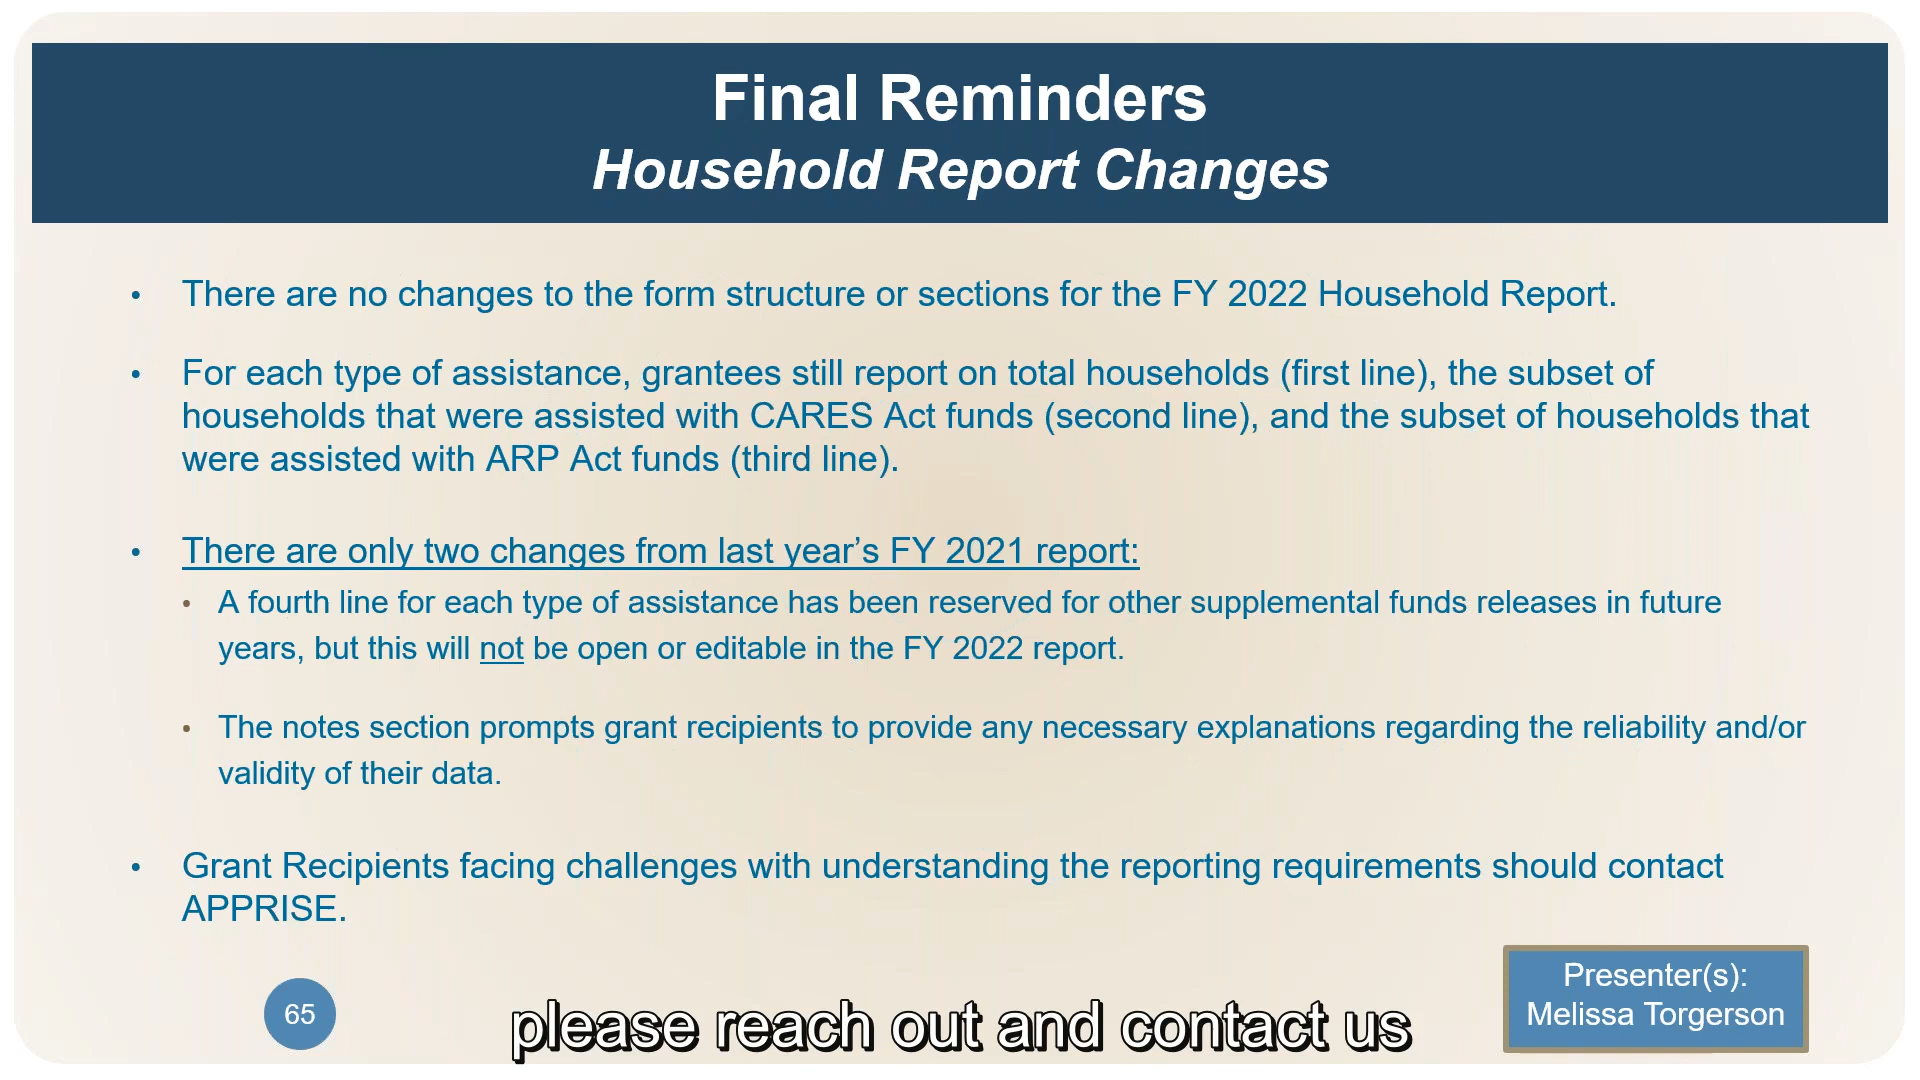 Final Reminders
Household Report Changes
• There are no changes to the form structure or sections for the FY 2022 Household Report.
• For each type of assistance, grantees still report on total households (first line), the subset of
households that were assisted with CARES Act funds (second line), and the subset of households that
were assisted with ARP Act funds (third line).
• There are only two changes from last year’s FY 2021 report:
• A fourth line for each type of assistance has been reserved for other supplemental funds releases in future
years, but this will not be open or editable in the FY 2022 report.
• The notes section prompts grant recipients to provide any necessary explanations regarding the reliability and/or
validity of their data.
• Grant Recipients facing challenges with understanding the reporting requirements should contact
APPRISE.
65
please reach out and contact us
Presenter(s):
Melissa Torgerson